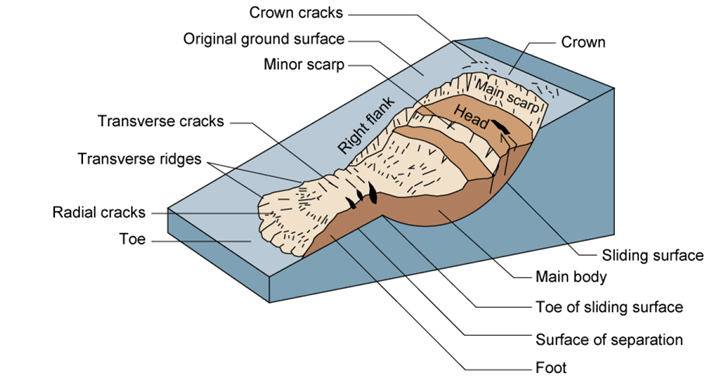 Crown cracks
Original ground surface
Crown
Minor scarp
Main scarp
Head
Right flank
Transverse cracks
Transverse ridges
Radial cracks
Toe
Sliding surface
Main body
Toe of sliding surface
Surface of separation
Foot